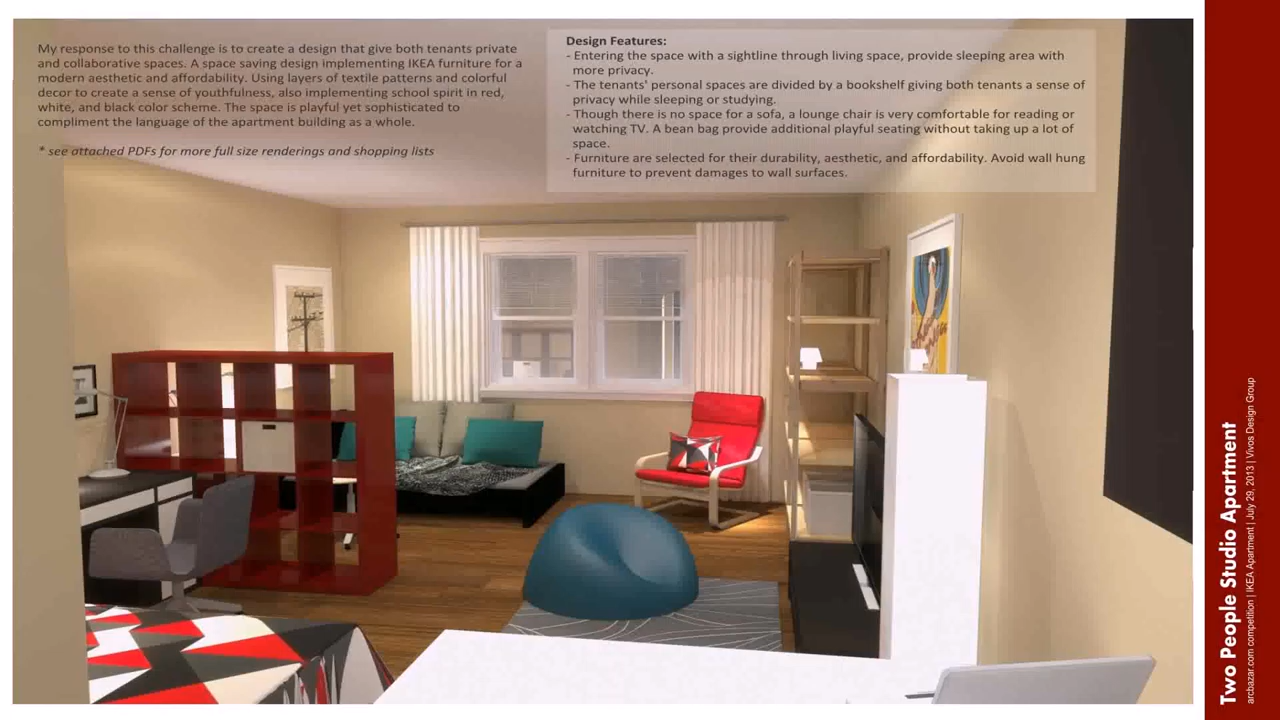 My response to this challenge is to create a design that give both tenants private
and collaborative spaces. A space saving design implementing IKEA furniture for a
modern aesthetic and affordability. Using layers of textile patterns and colorful
decor to create a sense of youthfulness, also implementing school spirit in red,
white, and black color scheme. The space is playful yet sophisticated to
compliment the language of the apartment building as a whole.
* see attached PDFs for more full size renderings and shopping lists
Design Features:
- Entering the space with a sightline through living space, provide sleeping area with
more privacy.
- The tenants' personal spaces are divided by a bookshelf giving both tenants a sense of
privacy while sleeping or studying.
- Though there is no space for a sofa, a lounge chair is very comfortable for reading or
watching TV. A bean bag provide additional playful seating without taking up a lot of
space.
- Furniture are selected for their durability, aesthetic, and affordability. Avoid wall hung
furniture to prevent damages to wall surfaces.
Two People Studio Apartment
arcbazar.com competition | IKEA Apartment | July 29, 2013 | Vivos Design Group